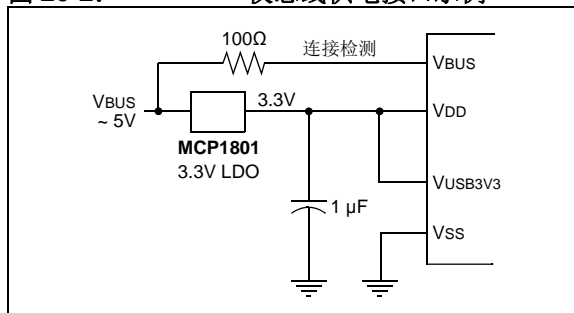 100Ω
连接检测
VBUS
VBUS
~ 5V
3.3V
VDD
MCP1801
3.3V LDO
VUSB3V3
1 µF
VSS